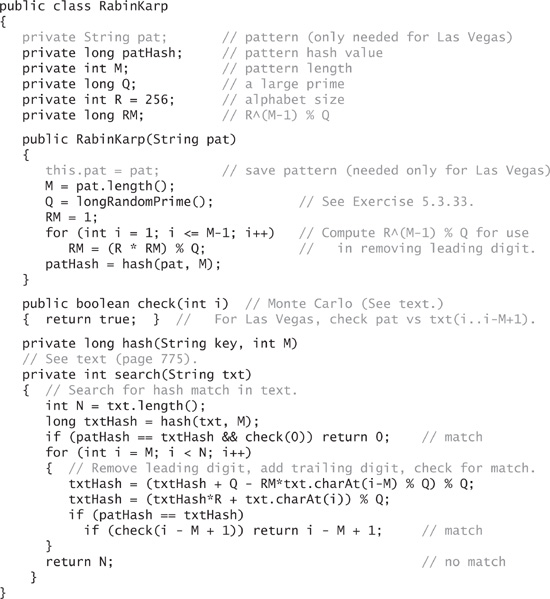 public class RabinKarp
{
private String pat; // pattern (only needed for Las Vegas)
private long patHash; // pattern hash value
private int M; // pattern length
private long Q; // a large prime
private int R = 256; // alphabet size
private long RM; // R^(M-1) % Q
public RabinKarp(String pat)
{
this.pat = pat; // save pattern (needed only for Las Vegas)
M = pat.length();
Q = longRandomPrime(); // See Exercise 5.3.33.
RM = 1;
for (int i = 1; i <= M-1; i++) // Compute R^(M-1) % Q for use
RM = (R * RM) % Q; // in removing leading digit.
patHash = hash(pat, M);
}
public boolean check(int i) // Monte Carlo (See text.)
{ return true; } // For Las Vegas, check pat vs txt(i..i-M+1).
private long hash(String key, int M)
// See text (page 775).
private int search(String txt)
{ // Search for hash match in text.
int N = txt.length();
long txtHash = hash(txt, M);
if (patHash == txtHash && check(0)) return 0; // match
for (int i = M; i < N; i++)
{ // Remove leading digit, add trailing digit, check for match.
txtHash = (txtHash + Q - RM*txt.charAt(i-M) % Q) % Q;
txtHash = (txtHash*R + txt.charAt(i)) % Q;
if (patHash == txtHash)
if (check(i - M + 1)) return i - M + 1; // match
}
return N; // no match
}
}